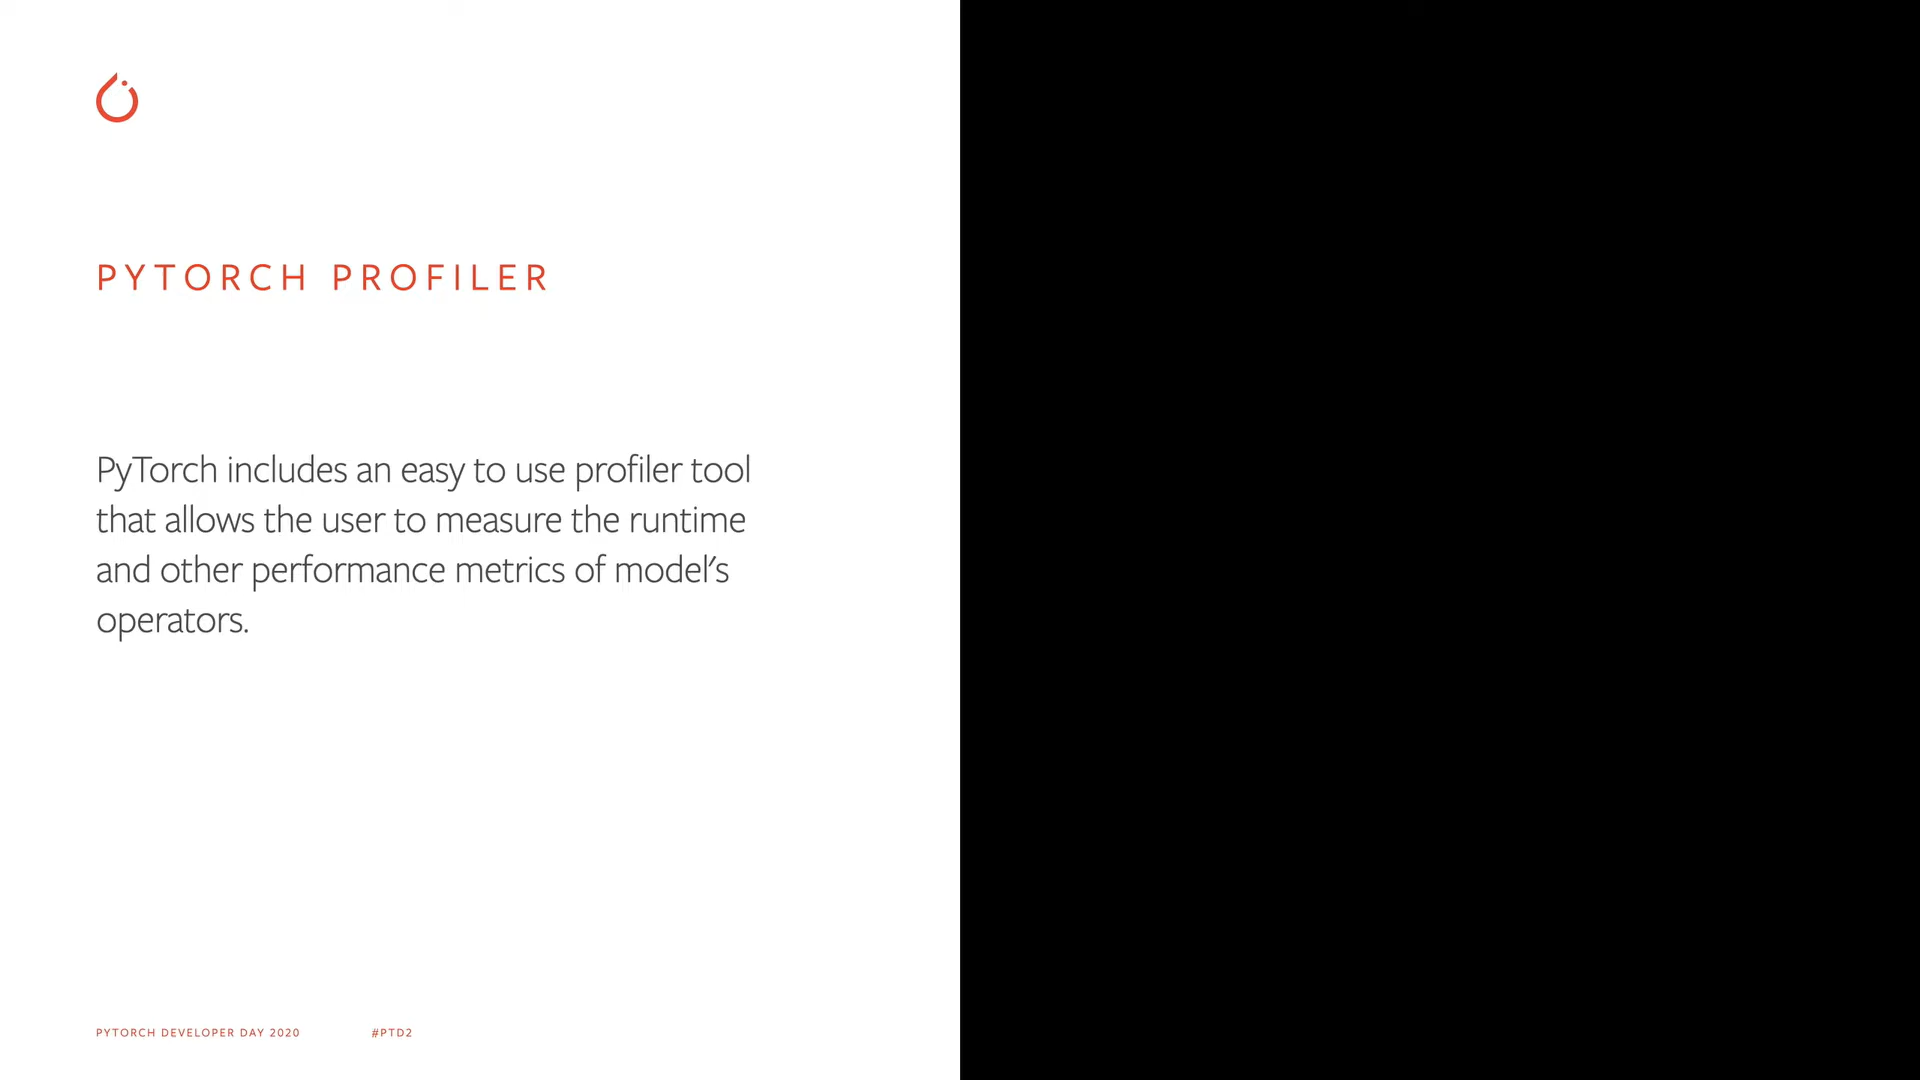 PYTORCH PROFILER
PyTorch includes an easy to use profiler tool
that allows the user to measure the runtime
and other performance metrics of model's
operators.
PYTORCH DEVELOPER DAY 2020
#PTD2